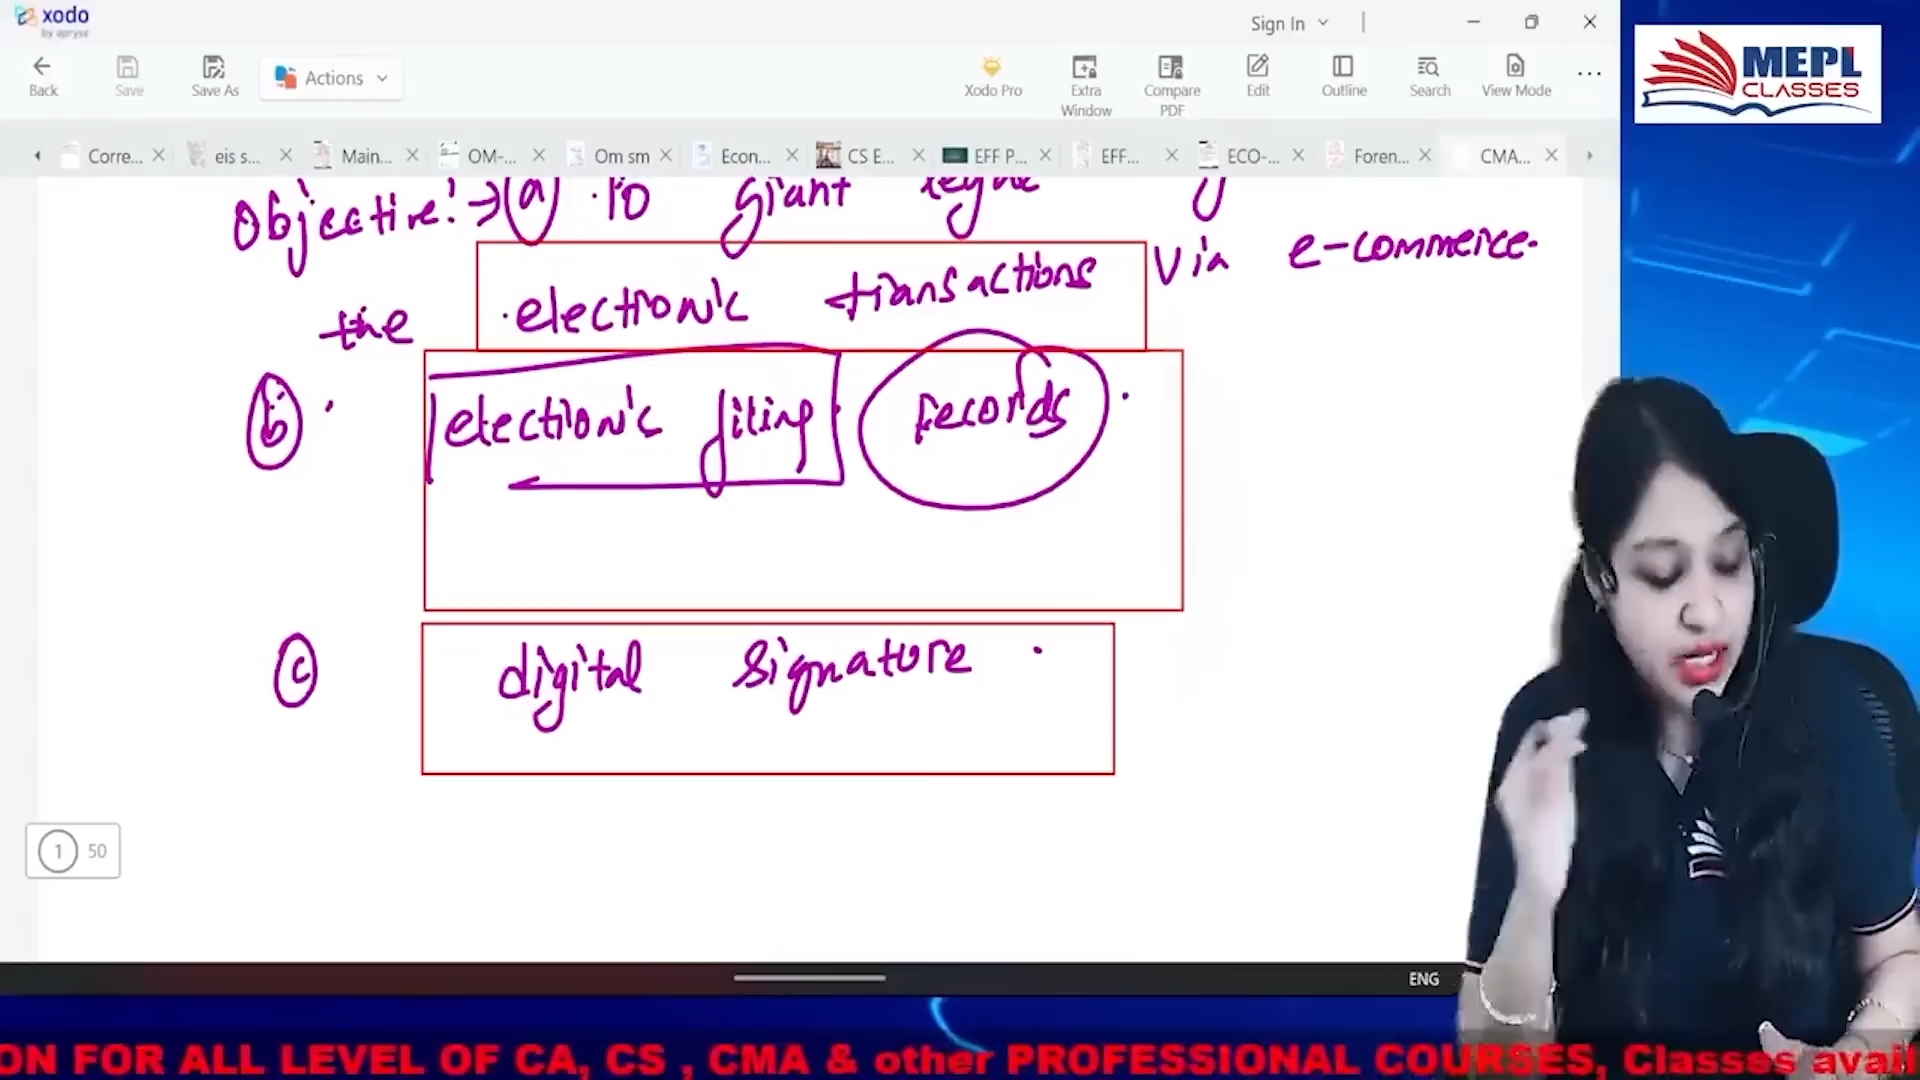 xodo
by apryse
Sign In
Back
Save
Save As
Actions
Xodo Pro
Extra Window
Compare PDF
Edit
Outline
Search
View Mode
MEPL
CLASSES
Corre...
eis s...
Main...
OM-...
Om sm
Econ...
CS E...
EFF P...
EFF...
ECO-...
Foren...
CMA...
Objective:→ (a) To grant
the electronic transactions via e-commerce.
(b) electronic filing records.
(c) digital signature.
1 50
ENG
ON FOR ALL LEVEL OF CA, CS , CMA & other PROFESSIONAL COURSES, Classes avail